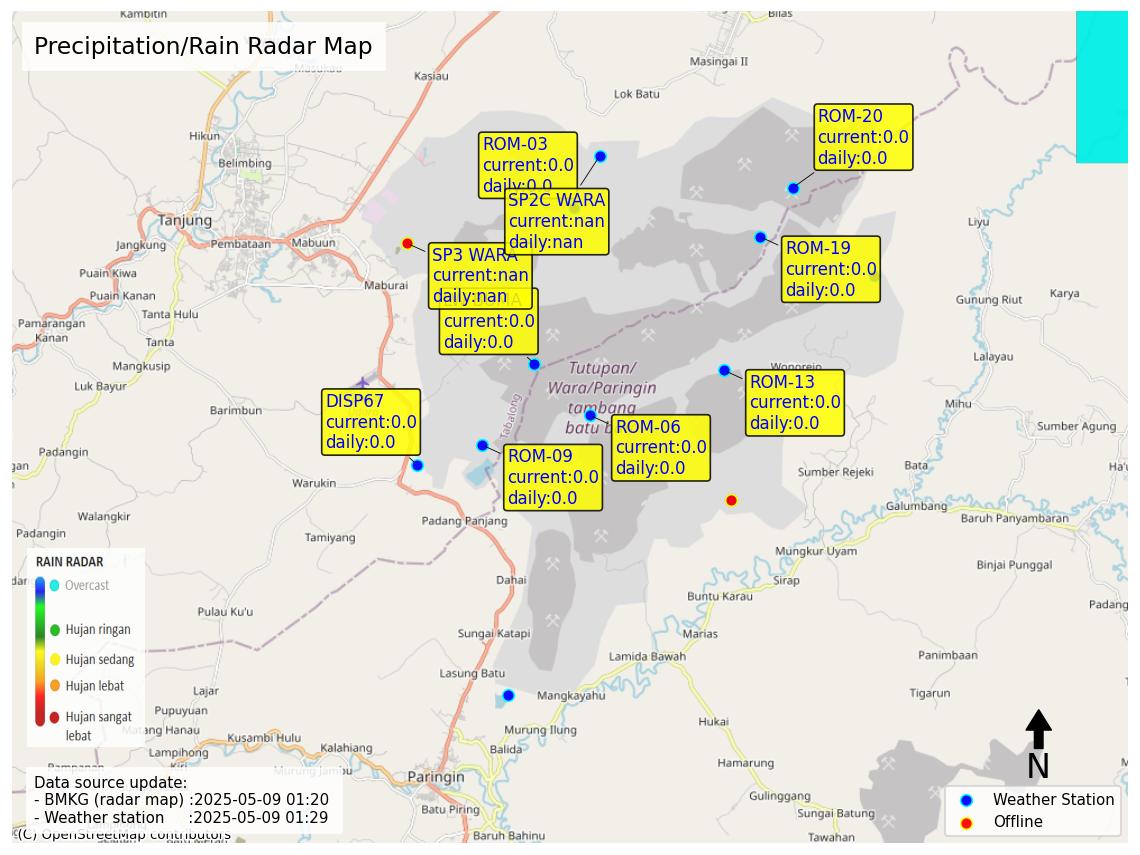 Precipitation/Rain Radar Map
Kambitin
Bilas
Masukau
Kasiau
Masingai II
Lok Batu
Hikun
Belimbing
Tanjung
Jangkung
Pembataan
Mabuun
Puain Kiwa
Puain Kanan
Maburai
Pamarangan
Kanan
Tanta Hulu
Tanta
Mangkusip
Luk Bayur
Barimbun
Padangin
Warukin
Walangkir
Padangin
Tamiyang
Padang Panjang
Dahai
Pulau Ku'u
Sungai Katapi
Lasung Batu
Lajar
Pupuyuan
Matang Hanau
Lampihong
Kusambi Hulu
Kalahiang
Murung Jambu
Paringin
Balida
Murung Ilung
Mangkayahu
Batu Piring
Baruh Bahinu
Lamida Bawah
Marias
Buntu Karau
Sirap
Mungkur Uyam
Galumbang
Baruh Panyambaran
Binjai Punggal
Padang
Panimbaan
Tigarun
Hukai
Hamarung
Gulinggang
Sungai Batung
Tawahan
Liyu
Gunung Riut
Karya
Lalayau
Mihu
Sumber Agung
Bata
Sumber Rejeki
Wonorejo
Tabalong
Tutupan/
Wara/Paringin
tambang
batu b
ROM-03
current:0.0
daily:0.0
SP2C WARA
current:nan
daily:nan
SP3 WARA
current:nan
daily:nan
current:0.0
daily:0.0
ROM-20
current:0.0
daily:0.0
ROM-19
current:0.0
daily:0.0
ROM-13
current:0.0
daily:0.0
ROM-06
current:0.0
daily:0.0
ROM-09
current:0.0
daily:0.0
DISP67
current:0.0
daily:0.0
RAIN RADAR
Overcast
Hujan ringan
Hujan sedang
Hujan lebat
Hujan sangat
lebat
Data source update:
- BMKG (radar map) :2025-05-09 01:20
- Weather station :2025-05-09 01:29
(C) OpenStreetMap contributors
N
Weather Station
Offline